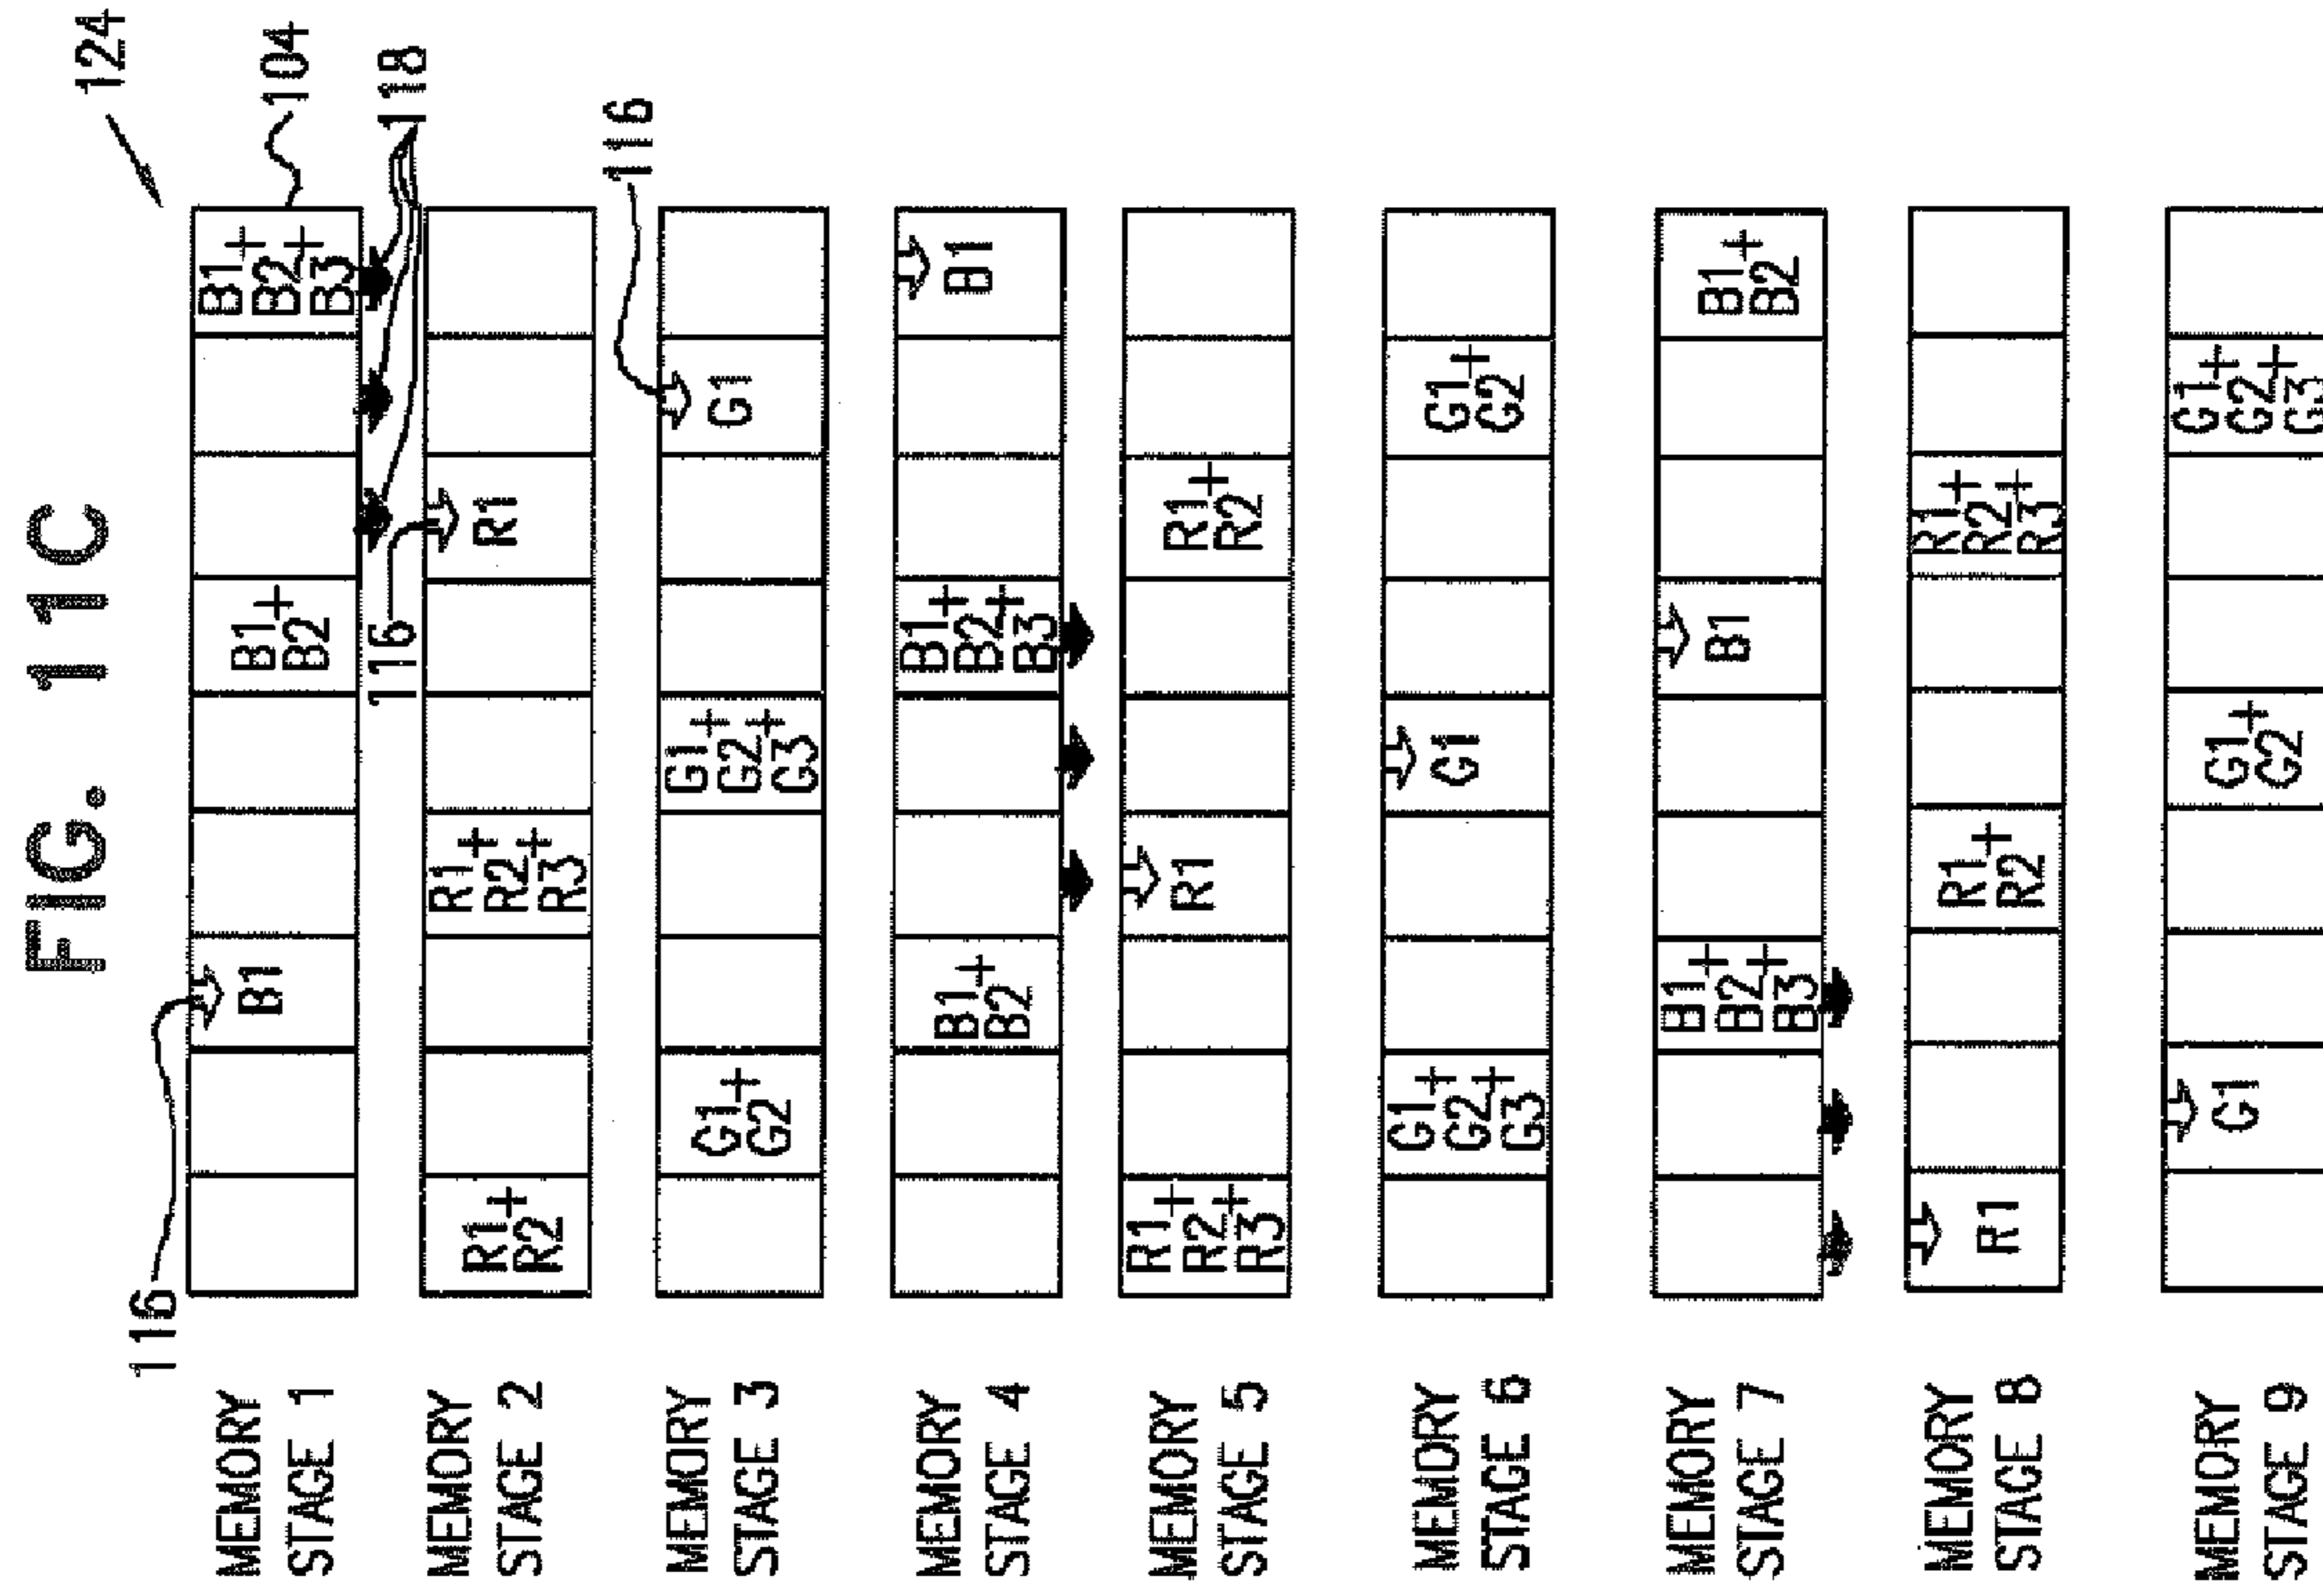 FIG. 11C
124
116
104
MEMORY
STAGE 1
B1
B1+
B2
B1+
B2+
B3
116
118
MEMORY
STAGE 2
R1+
R2
R1+
R2+
R3
R1
116
MEMORY
STAGE 3
G1+
G2
G1+
G2+
G3
G1
MEMORY
STAGE 4
B1+
B2
B1+
B2+
B3
B1
MEMORY
STAGE 5
R1+
R2+
R3
R1
R1+
R2
MEMORY
STAGE 6
G1+
G2+
G3
G1
G1+
G2
MEMORY
STAGE 7
B1+
B2+
B3
B1
B1+
B2
MEMORY
STAGE 8
R1
R1+
R2
R1+
R2+
R3
MEMORY
STAGE 9
G1
G1+
G2
G1+
G2+
G3